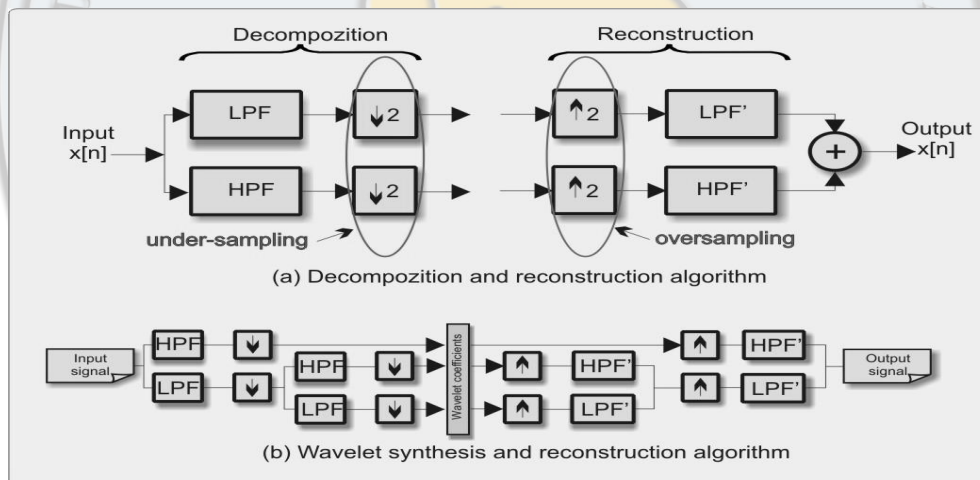 Decompozition
Reconstruction
Input
x[n]
LPF
↓2
↑2
LPF'
+
Output
x[n]
HPF
↓2
↑2
HPF'
under-sampling
oversampling
(a) Decompozition and reconstruction algorithm
Input
signal
HPF
↓
LPF
↓
HPF
↓
LPF
↓
Wavelet coefficients
↑
HPF'
↑
LPF'
↑
HPF'
↑
LPF'
Output
signal
(b) Wavelet synthesis and reconstruction algorithm